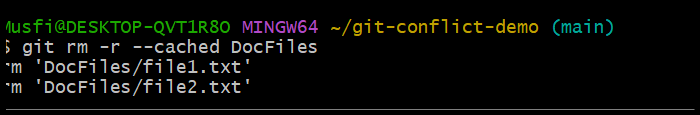 Musfi@DESKTOP-QVT1R8O MINGW64 ~/git-conflict-demo (main)
$ git rm -r --cached DocFiles
rm 'DocFiles/file1.txt'
rm 'DocFiles/file2.txt'